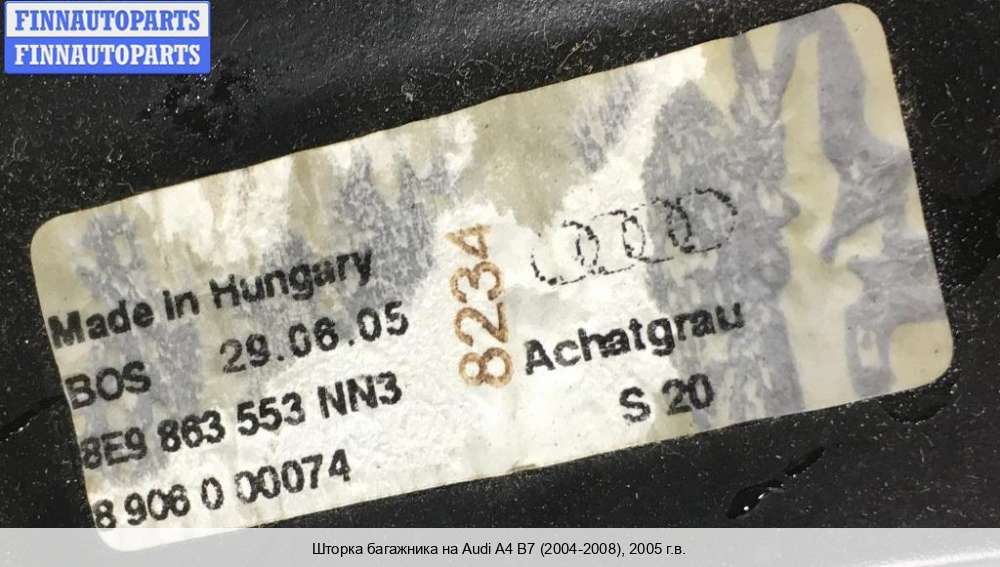 FINNAUTOPARTS
FINNAUTOPARTS
Made in Hungary
BOS 29.06.05
8E9 863 553 NN3
8 906 0 00074
8234
Achatgrau
S 20
Шторка багажника на Audi A4 B7 (2004-2008), 2005 г.в.